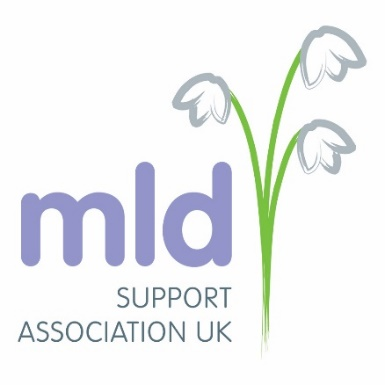 mld
SUPPORT
ASSOCIATION UK